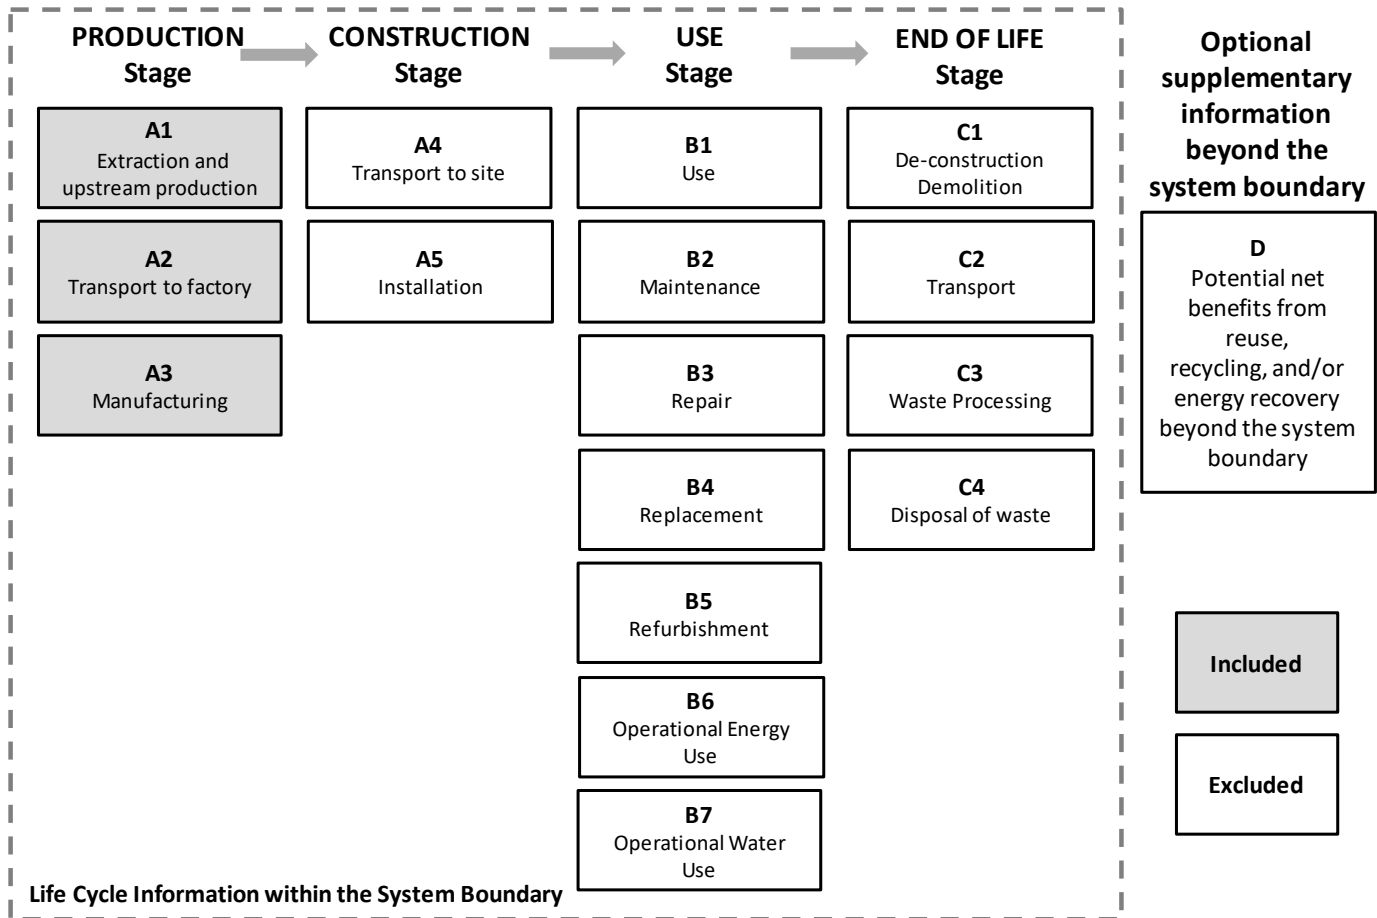 PRODUCTION
Stage
CONSTRUCTION
Stage
USE
Stage
END OF LIFE
Stage
Optional
supplementary
information
beyond the
system boundary
A1
Extraction and
upstream production
A2
Transport to factory
A3
Manufacturing
A4
Transport to site
A5
Installation
B1
Use
B2
Maintenance
B3
Repair
B4
Replacement
B5
Refurbishment
B6
Operational Energy
Use
B7
Operational Water
Use
C1
De-construction
Demolition
C2
Transport
C3
Waste Processing
C4
Disposal of waste
D
Potential net
benefits from
reuse,
recycling, and/or
energy recovery
beyond the system
boundary
Included
Excluded
Life Cycle Information within the System Boundary